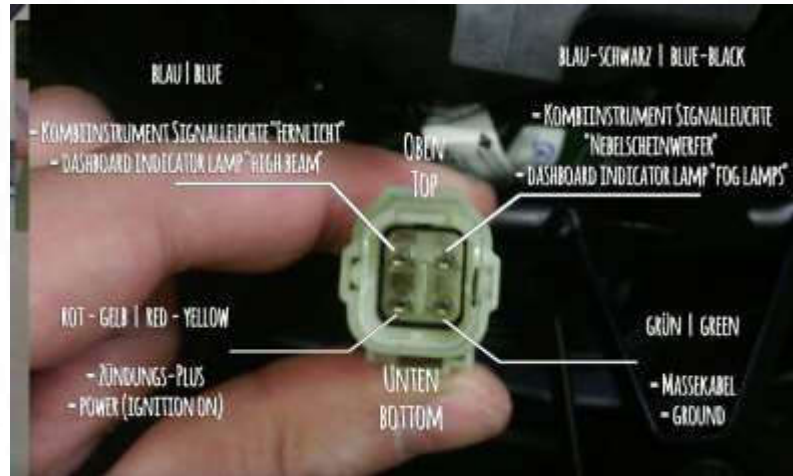 BLAU | BLUE
- KOMBIINSTRUMENT SIGNALLEUCHTE "FERNLICHT"
- DASHBOARD INDICATOR LAMP "HIGH BEAM"
BLAU-SCHWARZ | BLUE-BLACK
- KOMBIINSTRUMENT SIGNALLEUCHTE
"NEBELSCHEINWERFER"
- DASHBOARD INDICATOR LAMP "FOG LAMPS"
OBEN
TOP
ROT - GELB | RED - YELLOW
- ZÜNDUNGS-PLUS
- POWER (IGNITION ON)
UNTEN
BOTTOM
GRÜN | GREEN
- MASSEKABEL
- GROUND